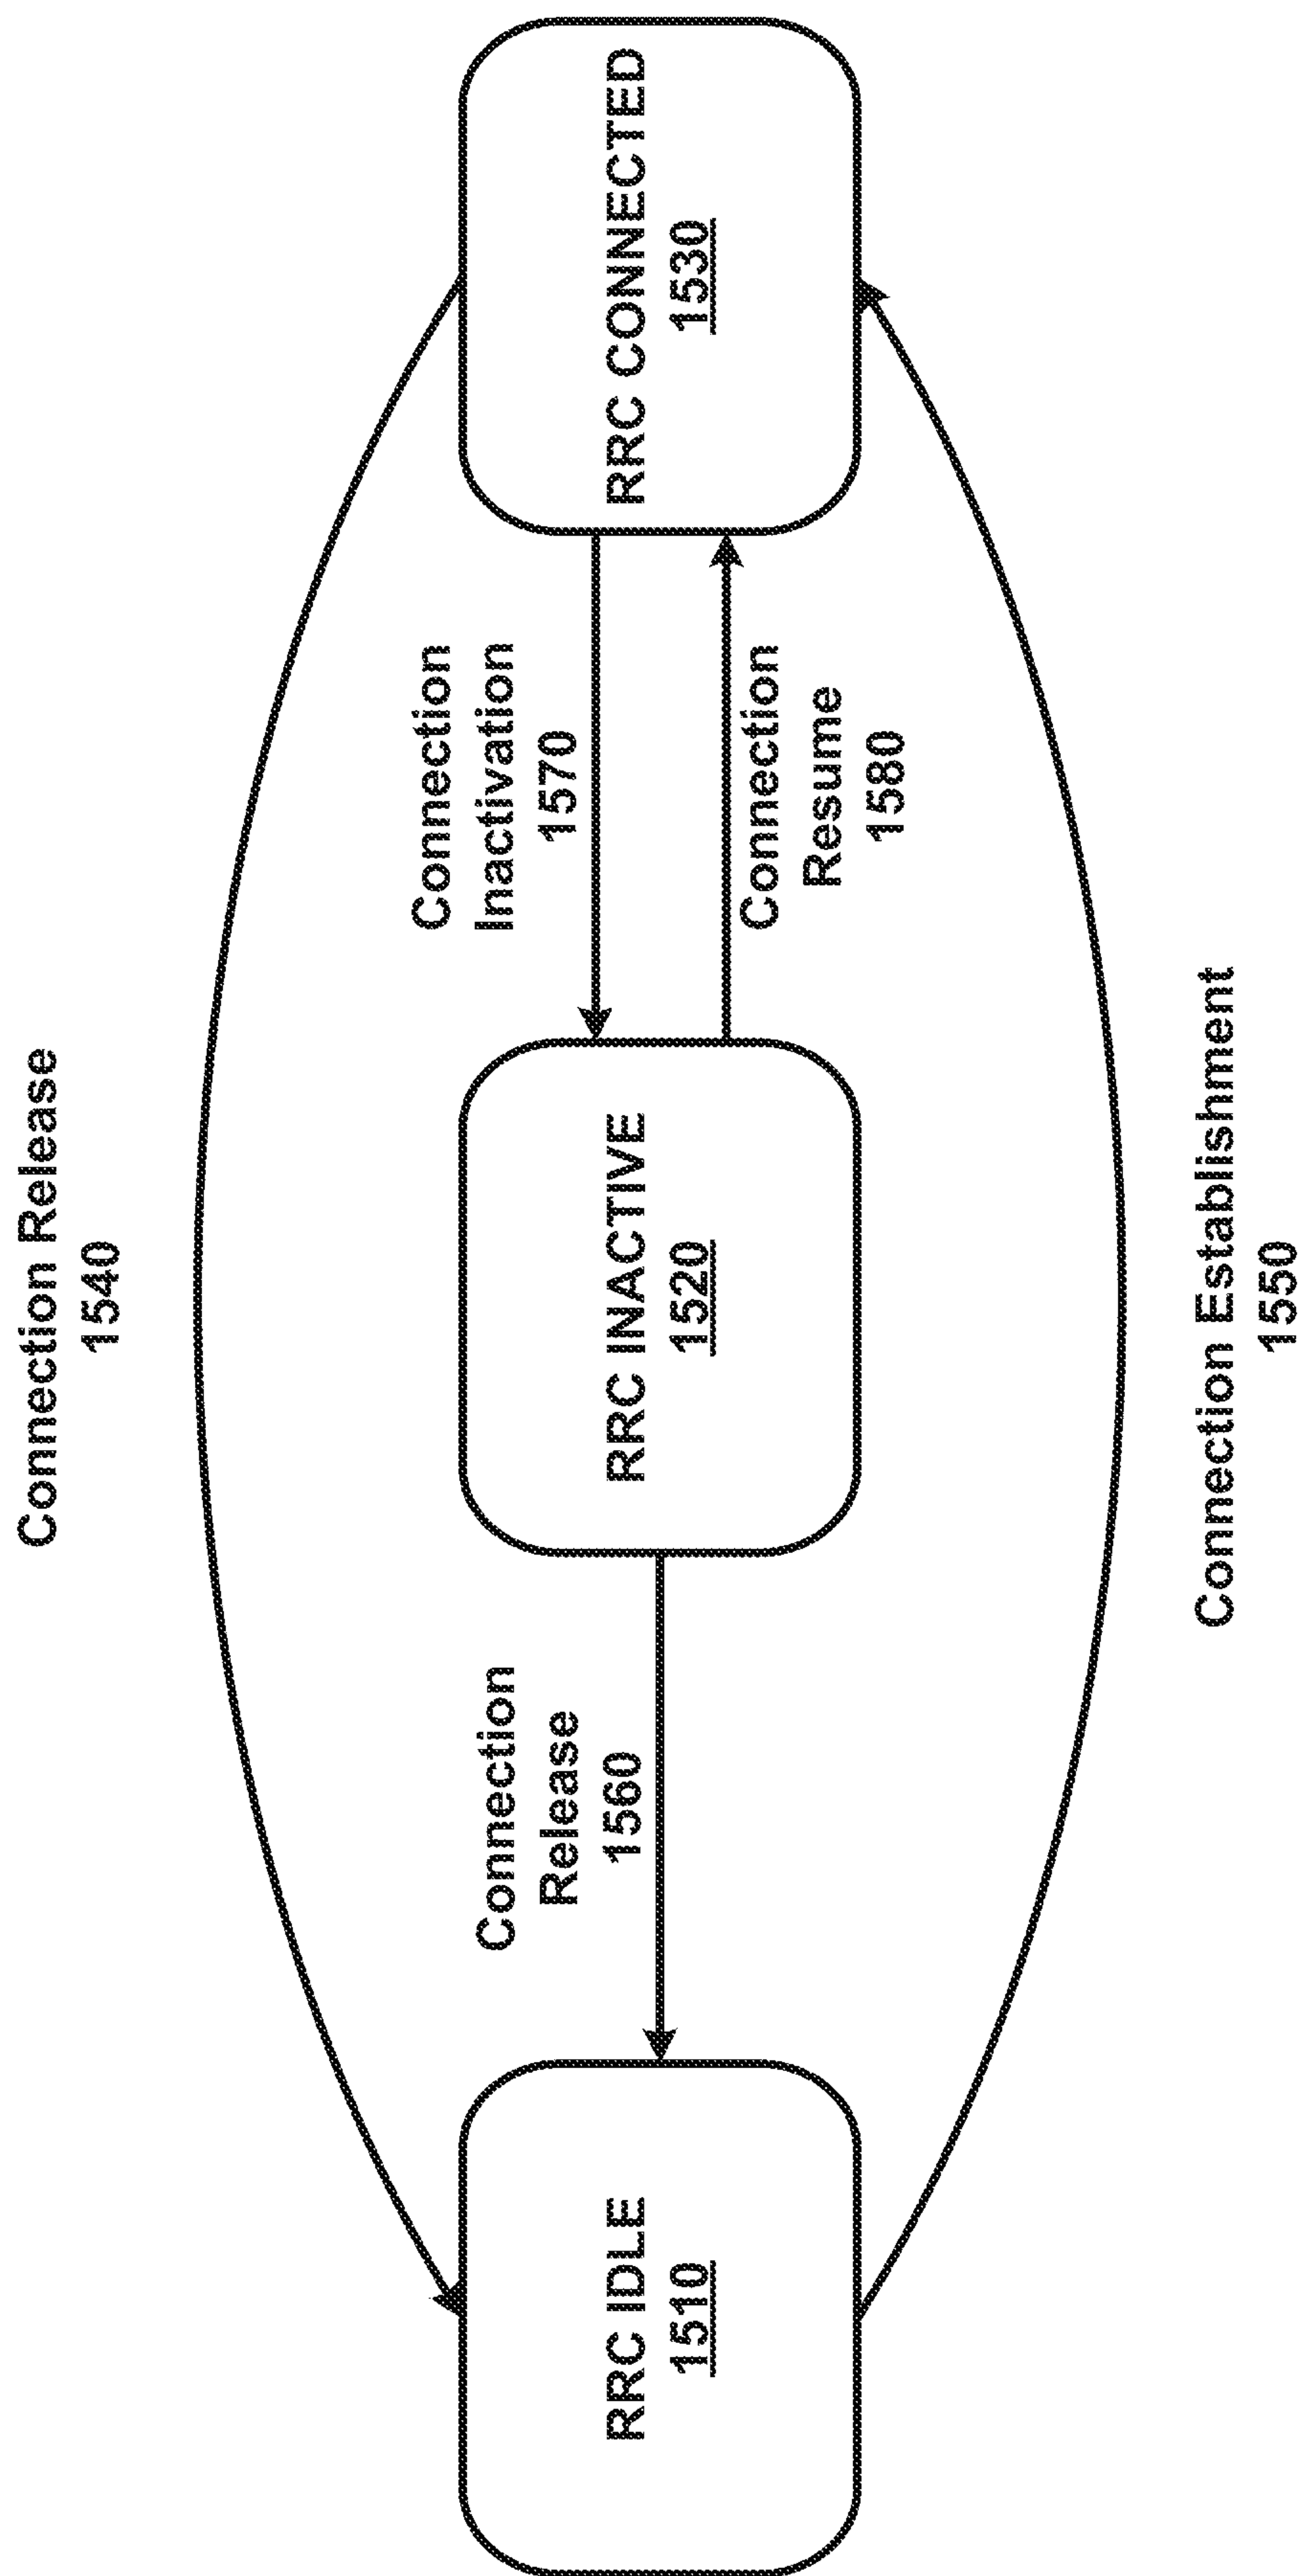 Connection Release
1540
Connection
Release
1560
Connection
Inactivation
1570
RRC IDLE
1510
RRC INACTIVE
1520
RRC CONNECTED
1530
Connection
Resume
1580
Connection Establishment
1550